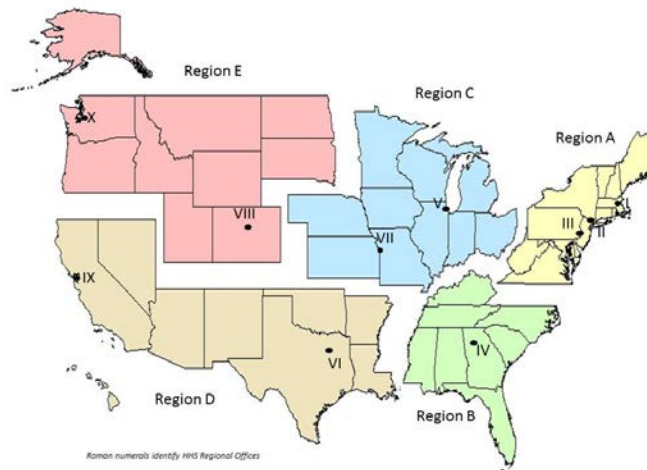 Region E
Region C
Region A
X
VIII
V
I
III
II
VII
IX
VI
IV
Region D
Region B
Roman numerals identify HHS Regional Offices